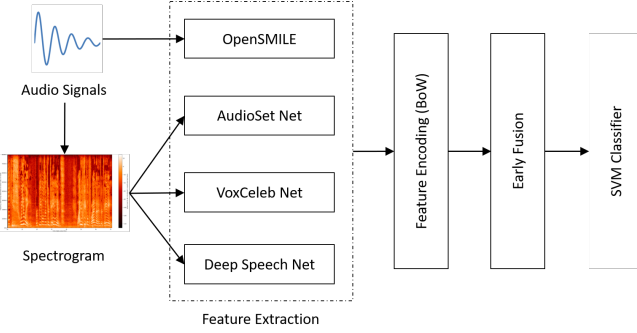 OpenSMILE
Audio Signals
AudioSet Net
VoxCeleb Net
Spectrogram
Deep Speech Net
Feature Extraction
Feature Encoding (BoW)
Early Fusion
SVM Classifier